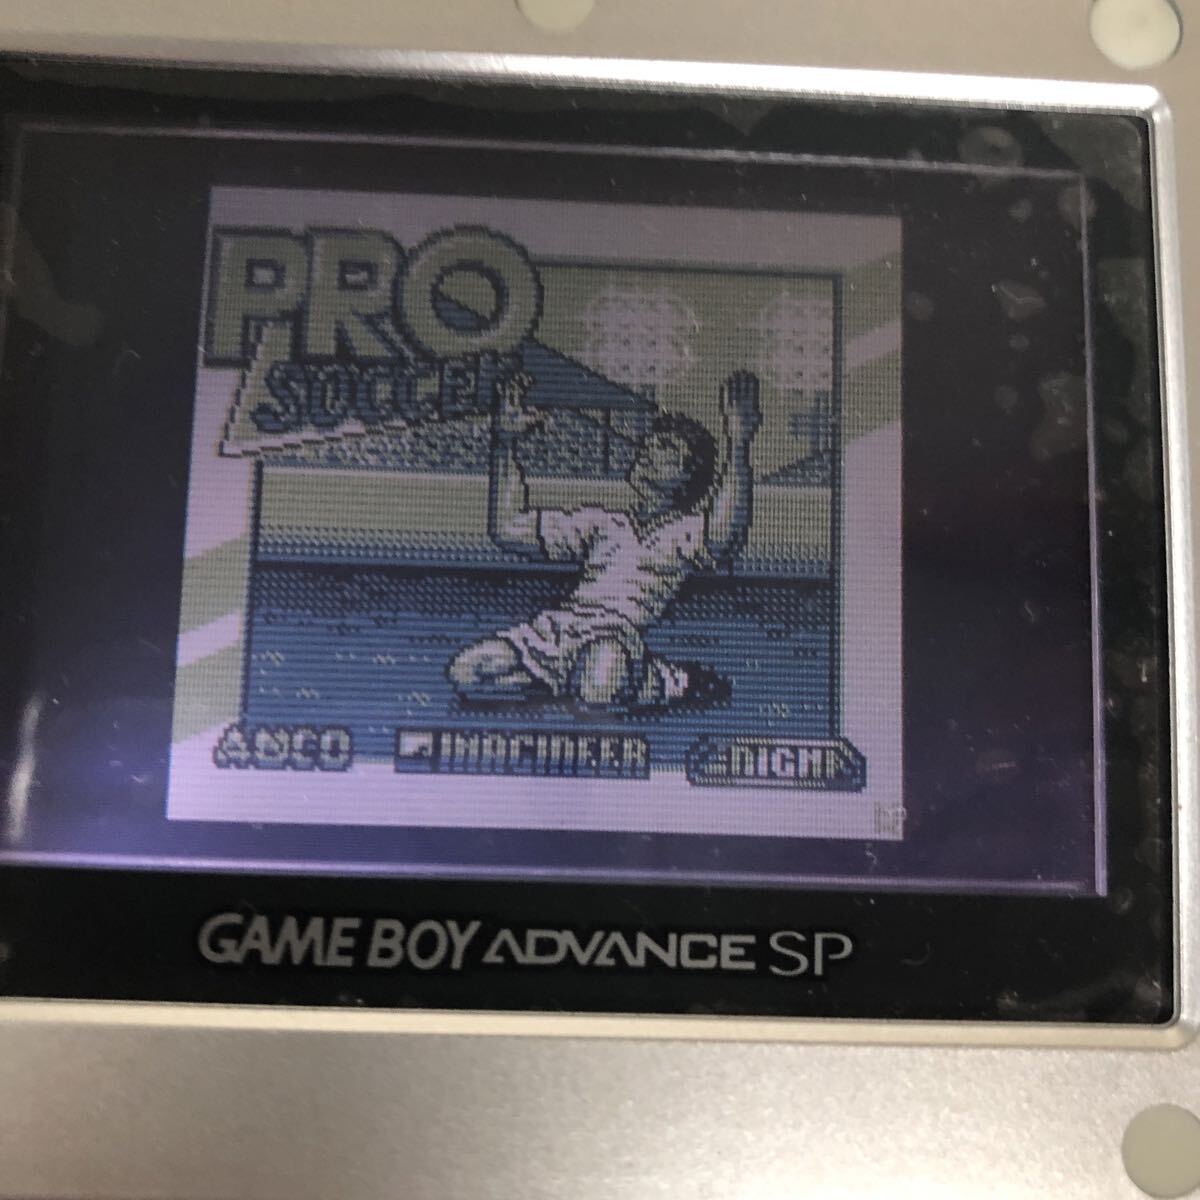 PRO
SOCCER
ANCO
IMAGINEER
GAME BOY ADVANCE SP